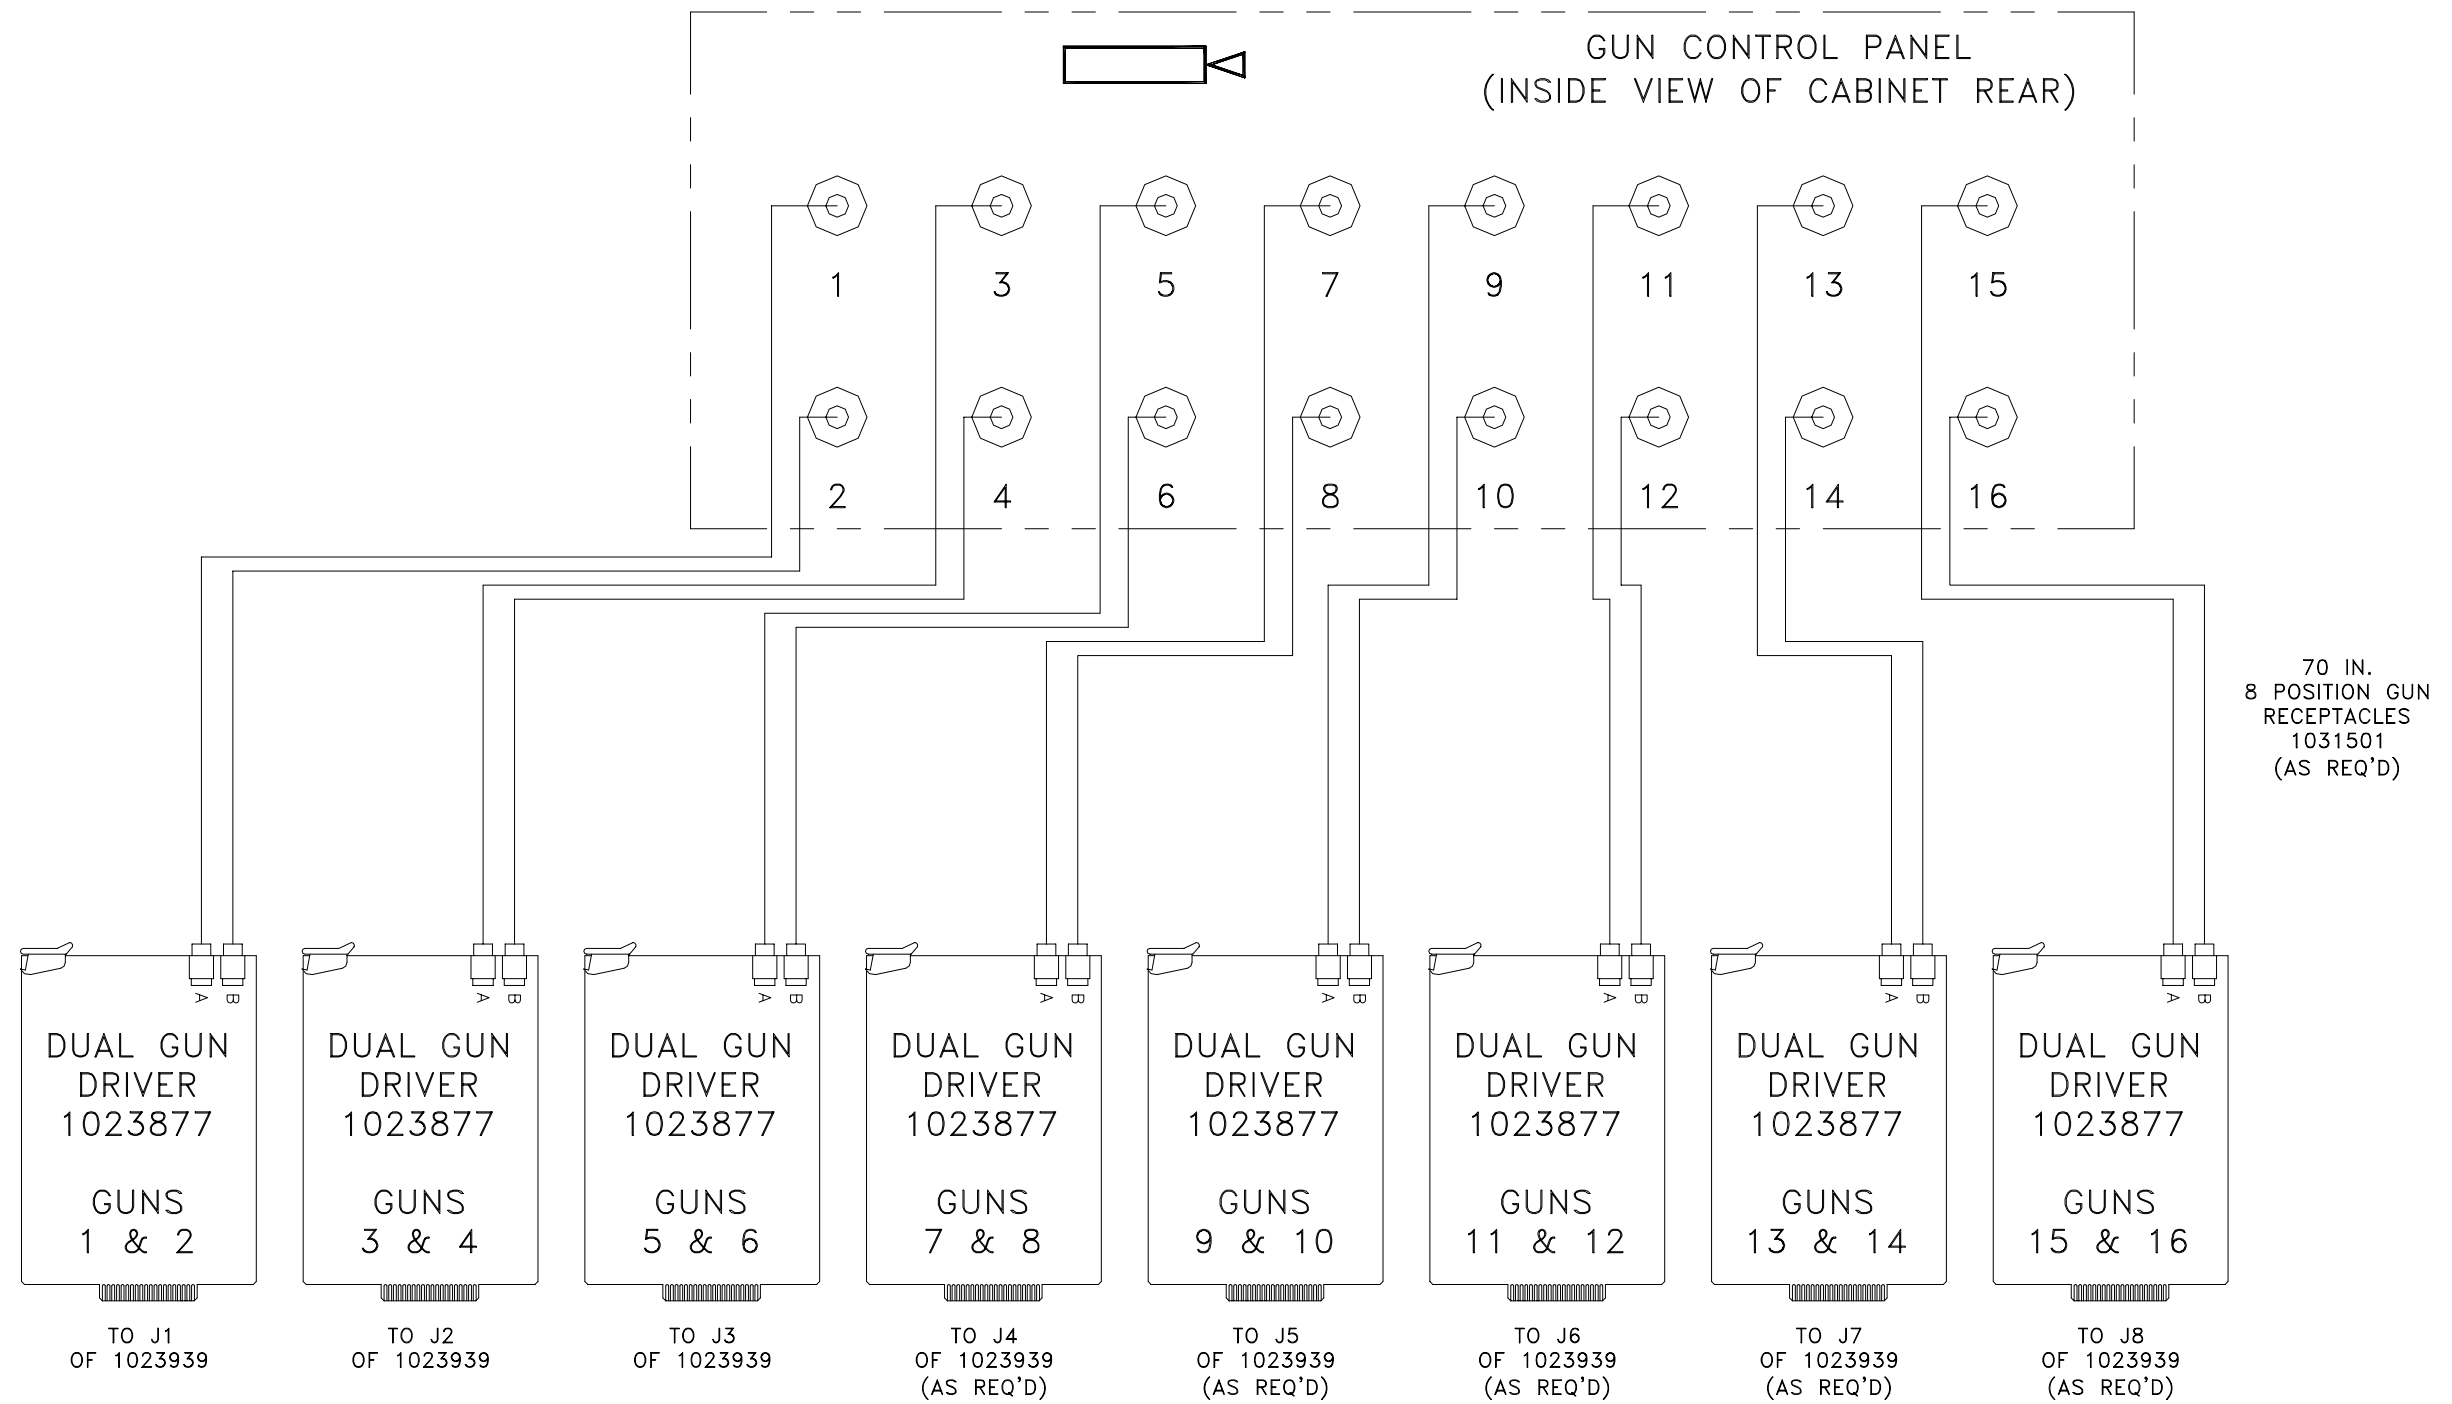 GUN CONTROL PANEL
(INSIDE VIEW OF CABINET REAR)
1 3 5 7 9 11 13 15
2 4 6 8 10 12 14 16
70 IN.
8 POSITION GUN
RECEPTACLES
1031501
(AS REQ'D)
A B
DUAL GUN
DRIVER
1023877
GUNS
1 & 2
TO J1
OF 1023939
A B
DUAL GUN
DRIVER
1023877
GUNS
3 & 4
TO J2
OF 1023939
A B
DUAL GUN
DRIVER
1023877
GUNS
5 & 6
TO J3
OF 1023939
A B
DUAL GUN
DRIVER
1023877
GUNS
7 & 8
TO J4
OF 1023939
(AS REQ'D)
A B
DUAL GUN
DRIVER
1023877
GUNS
9 & 10
TO J5
OF 1023939
(AS REQ'D)
A B
DUAL GUN
DRIVER
1023877
GUNS
11 & 12
TO J6
OF 1023939
(AS REQ'D)
A B
DUAL GUN
DRIVER
1023877
GUNS
13 & 14
TO J7
OF 1023939
(AS REQ'D)
A B
DUAL GUN
DRIVER
1023877
GUNS
15 & 16
TO J8
OF 1023939
(AS REQ'D)